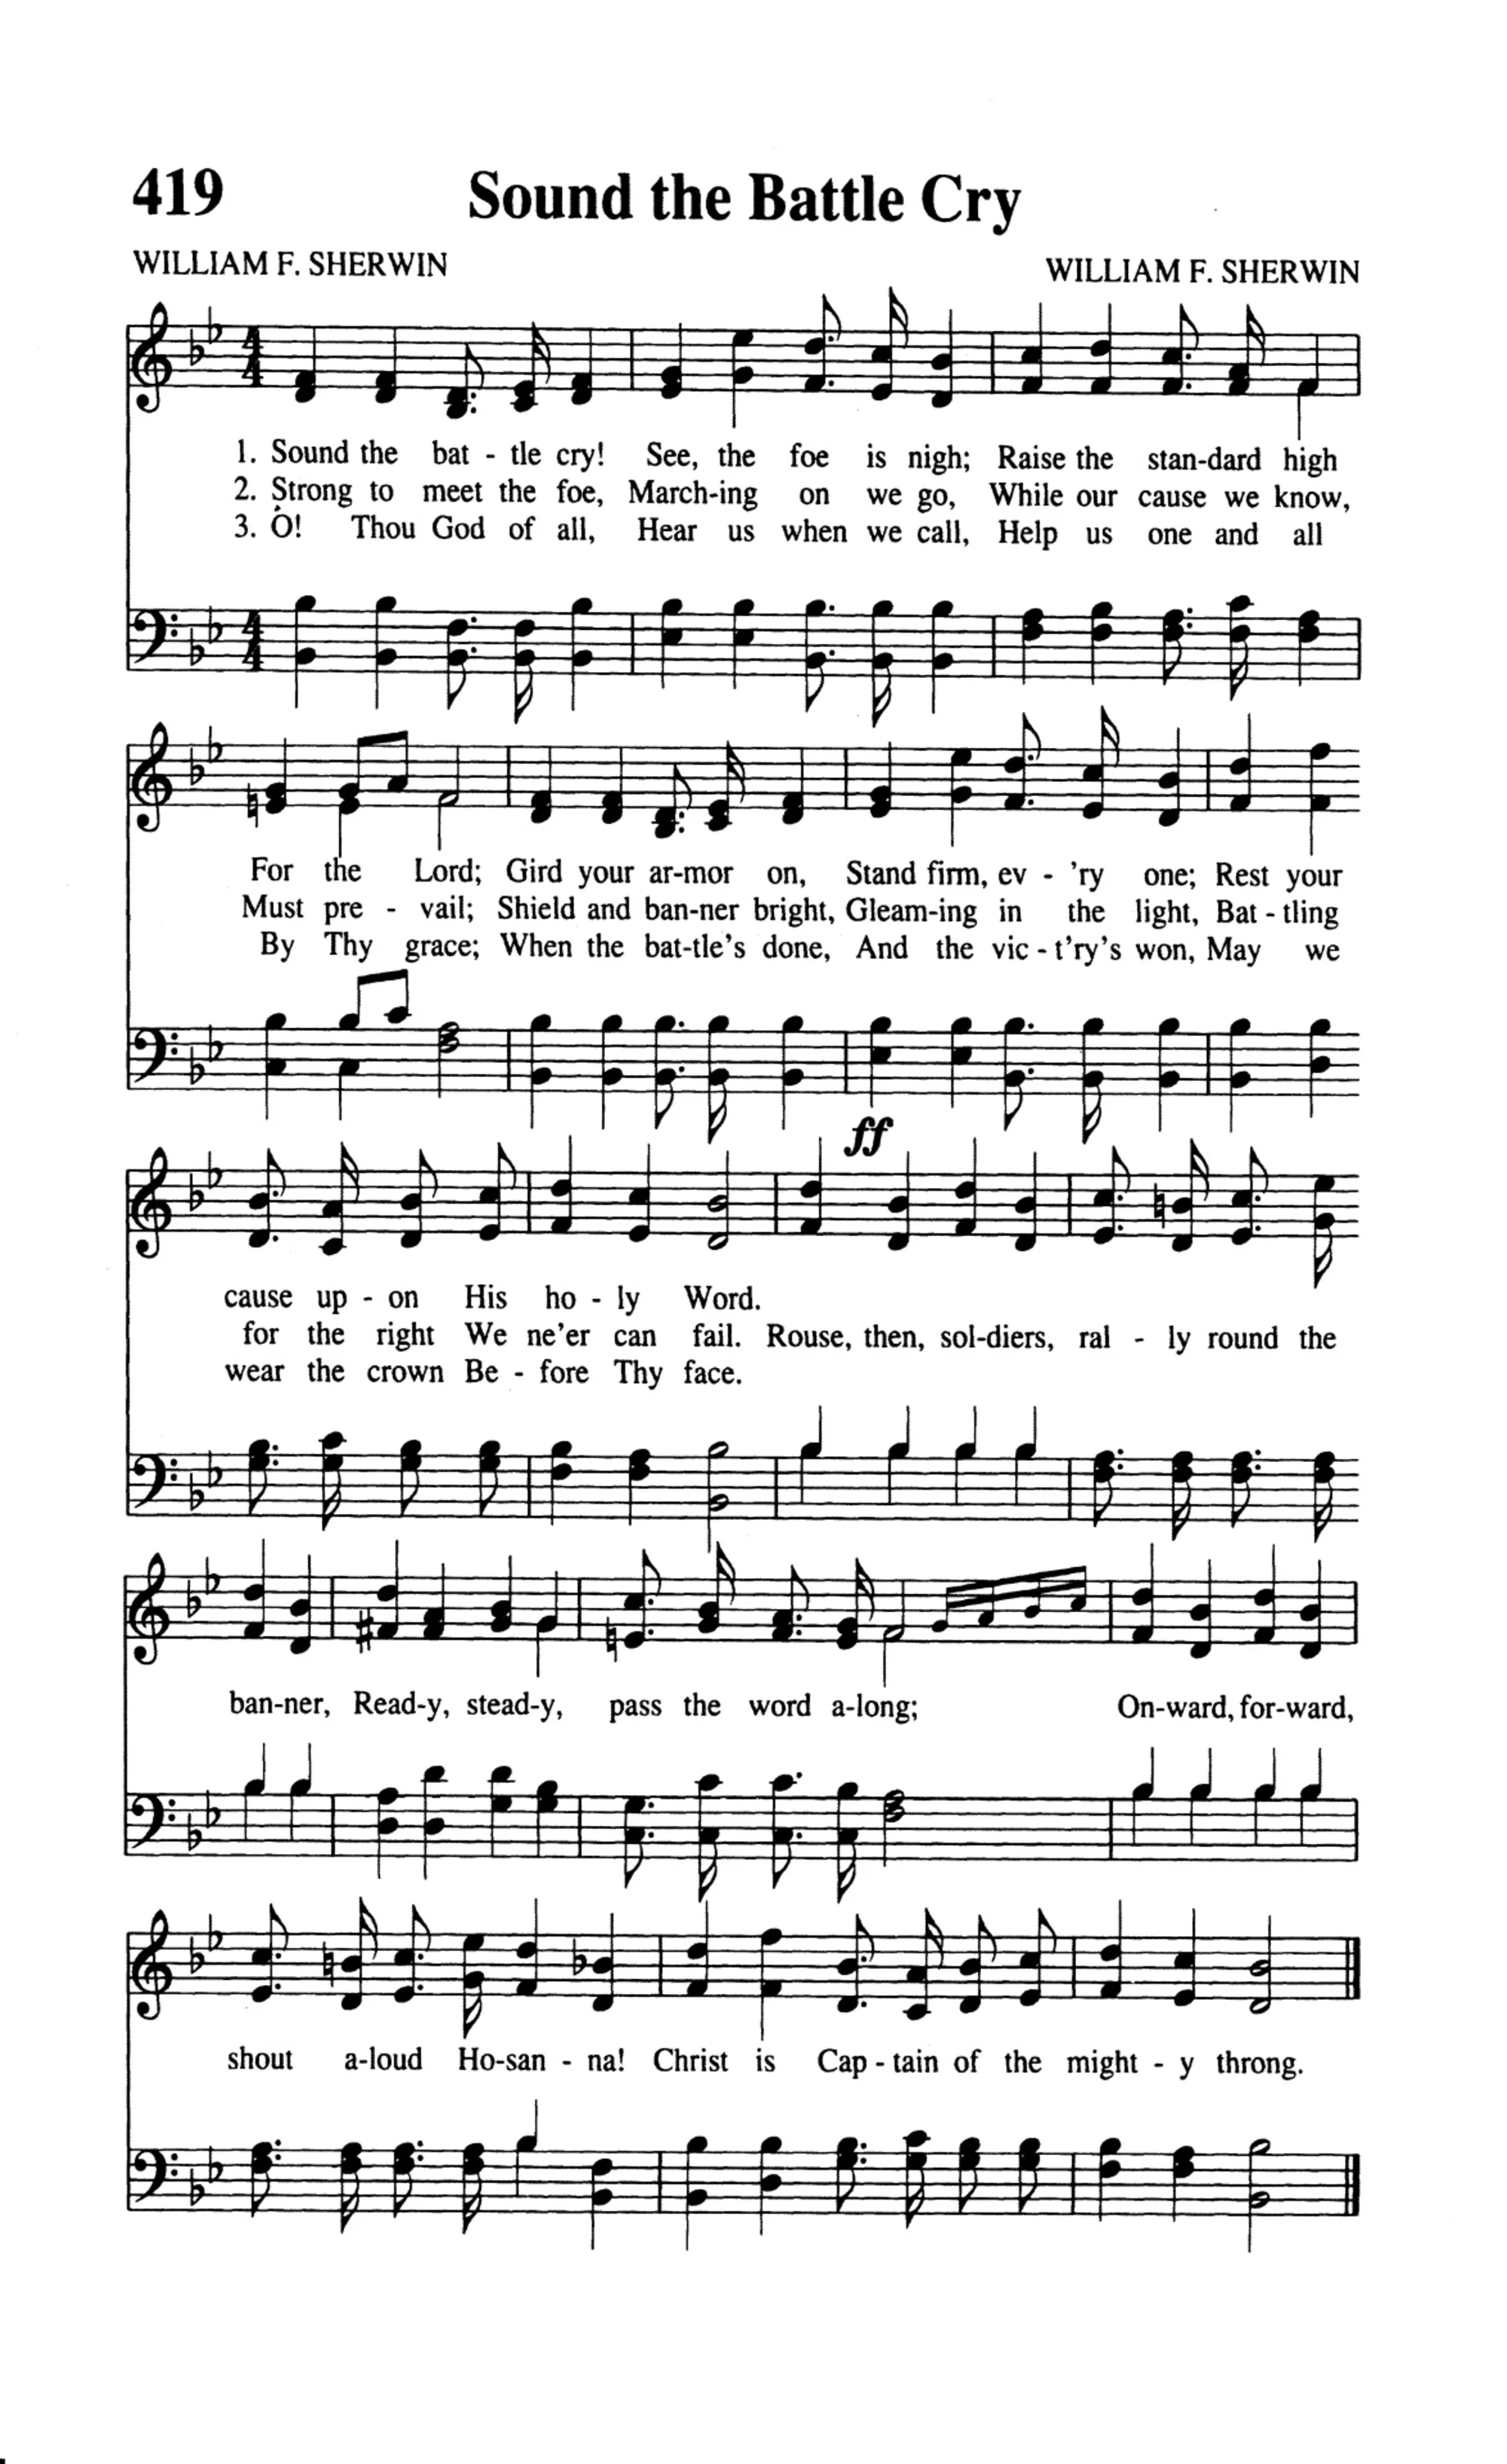 419 Sound the Battle Cry
WILLIAM F. SHERWIN WILLIAM F. SHERWIN
1. Sound the bat - tle cry! See, the foe is nigh; Raise the stan-dard high
2. Strong to meet the foe, March-ing on we go, While our cause we know,
3. O! Thou God of all, Hear us when we call, Help us one and all
For the Lord; Gird your ar-mor on, Stand firm, ev - 'ry one; Rest your
Must pre - vail; Shield and ban-ner bright, Gleam-ing in the light, Bat - tling
By Thy grace; When the bat-tle's done, And the vic - t'ry's won, May we
ff
cause up - on His ho - ly Word.
for the right We ne'er can fail. Rouse, then, sol-diers, ral - ly round the
wear the crown Be - fore Thy face.
ban-ner, Read-y, stead-y, pass the word a-long; On-ward, for-ward,
shout a-loud Ho-san - na! Christ is Cap - tain of the might - y throng.